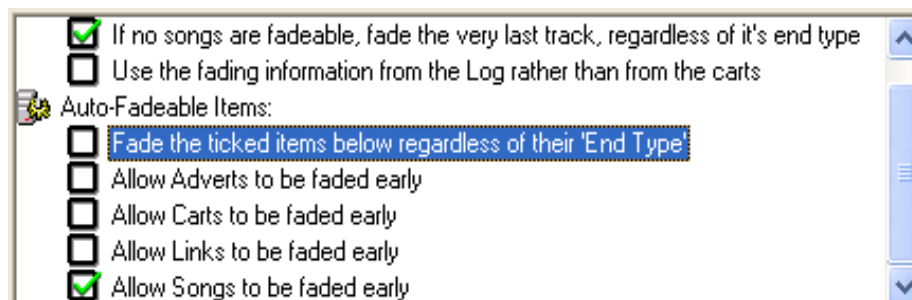 If no songs are fadeable, fade the very last track, regardless of it's end type
Use the fading information from the Log rather than from the carts
Auto-Fadeable Items:
Fade the ticked items below regardless of their 'End Type'
Allow Adverts to be faded early
Allow Carts to be faded early
Allow Links to be faded early
Allow Songs to be faded early